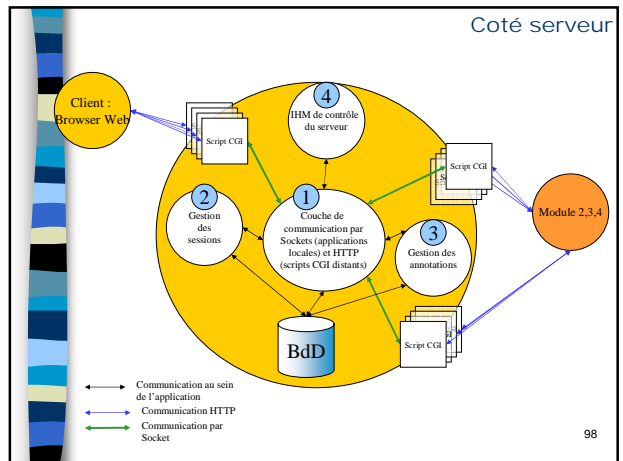 Coté serveur
Client :
Browser Web
Script CGI
4
IHM de contrôle
du serveur
Script CGI
2
Gestion
des
sessions
1
Couche de
communication par
Sockets (applications
locales) et HTTP
(scripts CGI distants)
3
Gestion des
annotations
Module 2,3,4
BdD
Script CGI
Communication au sein
de l'application
Communication HTTP
Communication par
Socket
98